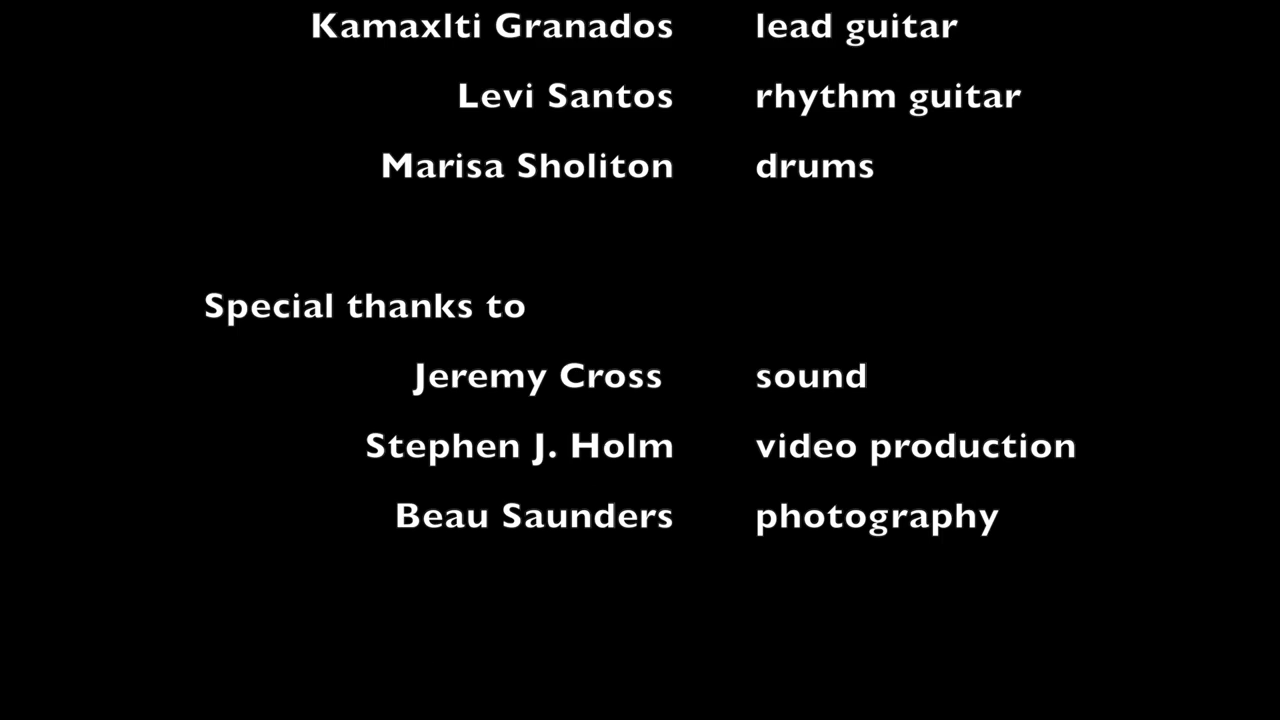 Kamaxlti Granados lead guitar
Levi Santos rhythm guitar
Marisa Sholiton drums
Special thanks to
Jeremy Cross sound
Stephen J. Holm video production
Beau Saunders photography